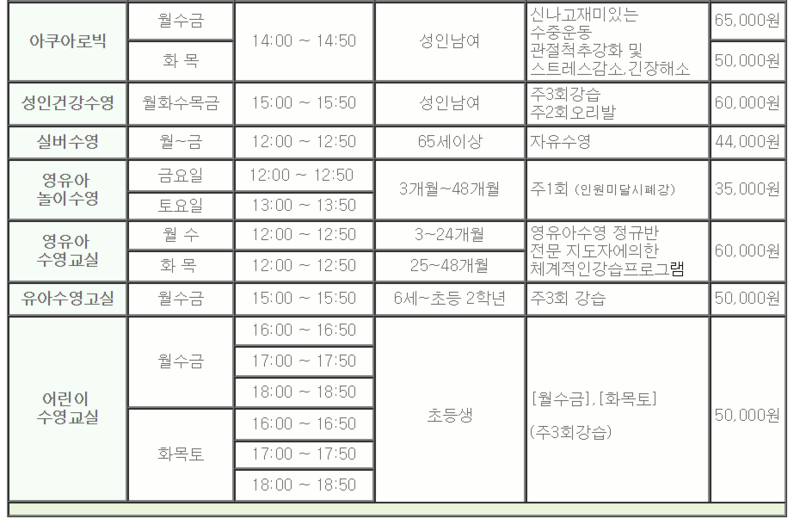 아쿠아로빅
월수금
화 목
14:00 ~ 14:50
성인남여
신나고재미있는
수중운동
관절척추강화 및
스트레스감소,긴장해소
65,000원
50,000원
성인건강수영
월화수목금
15:00 ~ 15:50
성인남여
주3회강습
주2회오리발
60,000원
실버수영
월~금
12:00 ~ 12:50
65세이상
자유수영
44,000원
영유아
놀이수영
금요일
12:00 ~ 12:50
토요일
13:00 ~ 13:50
3개월~48개월
주1회 (인원미달시폐강)
35,000원
영유아
수영교실
월 수
12:00 ~ 12:50
3~24개월
화 목
12:00 ~ 12:50
25~48개월
영유아수영 정규반
전문 지도자에의한
체계적인강습프로그램
60,000원
유아수영고실
월수금
15:00 ~ 15:50
6세~초등 2학년
주3회 강습
50,000원
어린이
수영교실
월수금
16:00 ~ 16:50
17:00 ~ 17:50
18:00 ~ 18:50
화목토
16:00 ~ 16:50
17:00 ~ 17:50
18:00 ~ 18:50
초등생
[월수금],[화목토]
(주3회강습)
50,000원